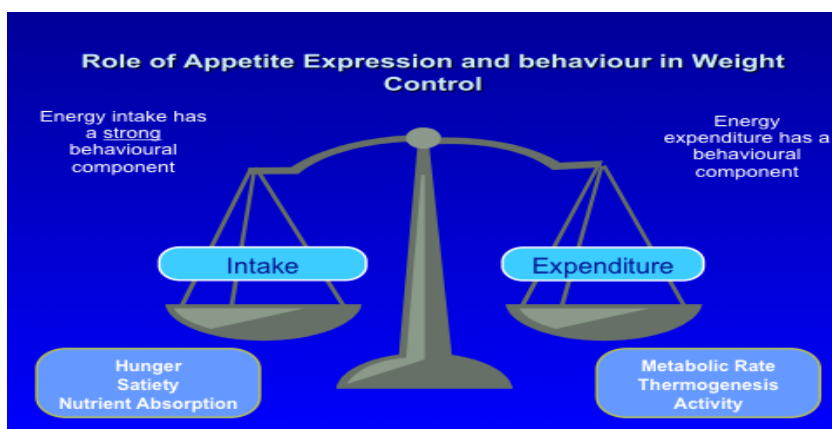 Role of Appetite Expression and behaviour in Weight
Control
Energy intake has
a strong
behavioural
component
Energy
expenditure has a
behavioural
component
Intake
Expenditure
Hunger
Satiety
Nutrient Absorption
Metabolic Rate
Thermogenesis
Activity